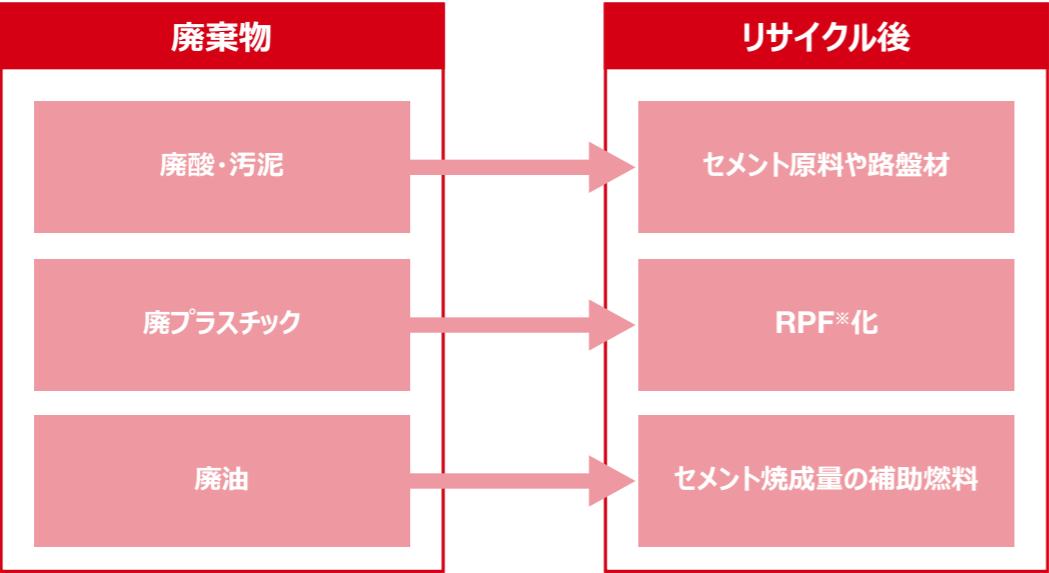 廃棄物
リサイクル後
廃酸・汚泥
セメント原料や路盤材
廃プラスチック
RPF※化
廃油
セメント焼成量の補助燃料